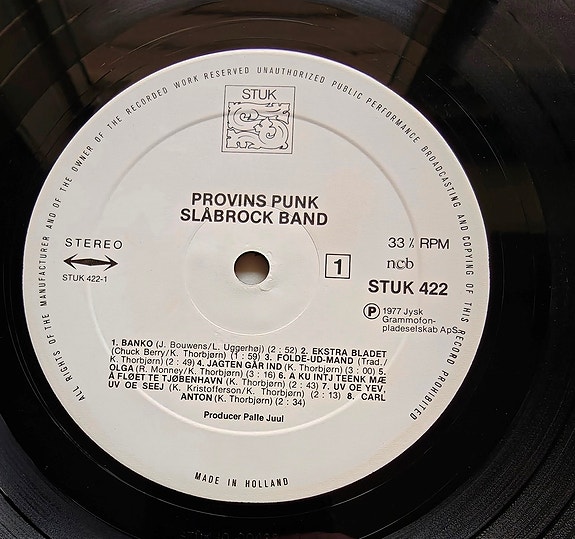 ALL RIGHTS OF THE MANUFACTURER AND OF THE OWNER OF THE RECORDED WORK RESERVED UNAUTHORIZED PUBLIC PERFORMANCE BROADCASTING AND COPYING OF THIS RECORD PROHIBITED
STUK
PROVINS PUNK
SLÅBROCK BAND
STEREO
STUK 422-1
1
33 ⅓ RPM
ncb
STUK 422
Ⓟ 1977 Jysk
Grammofon-
pladeselskab ApS
1. BANKO (J. Bouwens/L. Uggerhøj) (2 : 52) 2. EKSTRA BLADET
(Chuck Berry/K. Thorbjørn) (1 : 59) 3. FOLDE-UD-MAND (Trad./
K. Thorbjørn) (2 : 49) 4. JAGTEN GÅR IND (K. Thorbjørn) (3 : 00) 5.
OLGA (R. Monney/K. Thorbjørn) (3 : 16) 6. A KU INTJ TEENK MÆ
Å FLØET TE TJØBENHAVN (K. Thorbjørn) (2 : 43) 7. UV OE YEV,
UV OE SEEJ (K. Kristofferson/K. Thorbjørn) (2 : 13) 8. CARL
ANTON (K. Thorbjørn) (2 : 34)
Producer Palle Juul
MADE IN HOLLAND